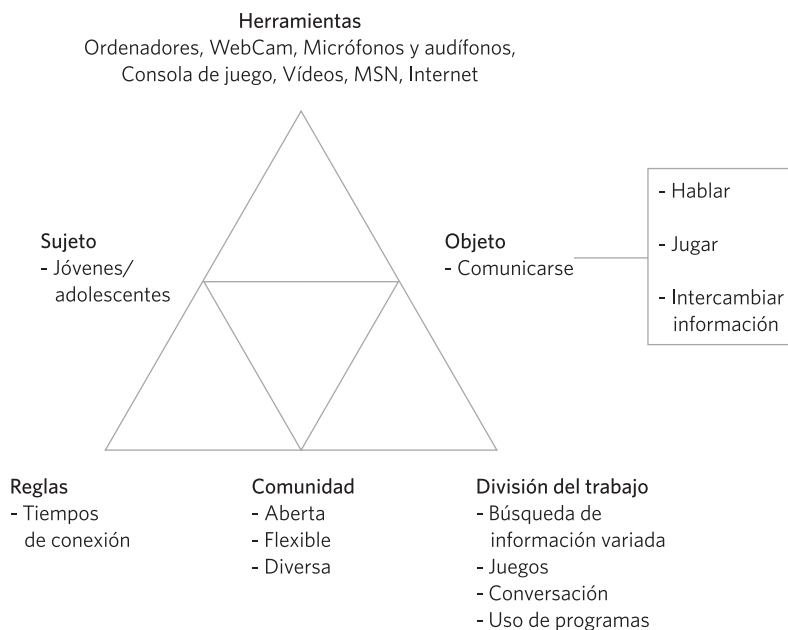 Herramientas
Ordenadores, WebCam, Micrófonos y audífonos,
Consola de juego, Vídeos, MSN, Internet
Sujeto
- Jóvenes/
adolescentes
Objeto
- Comunicarse
- Hablar
- Jugar
- Intercambiar
información
Reglas
- Tiempos
de conexión
Comunidad
- Aberta
- Flexible
- Diversa
División del trabajo
- Búsqueda de
información variada
- Juegos
- Conversación
- Uso de programas